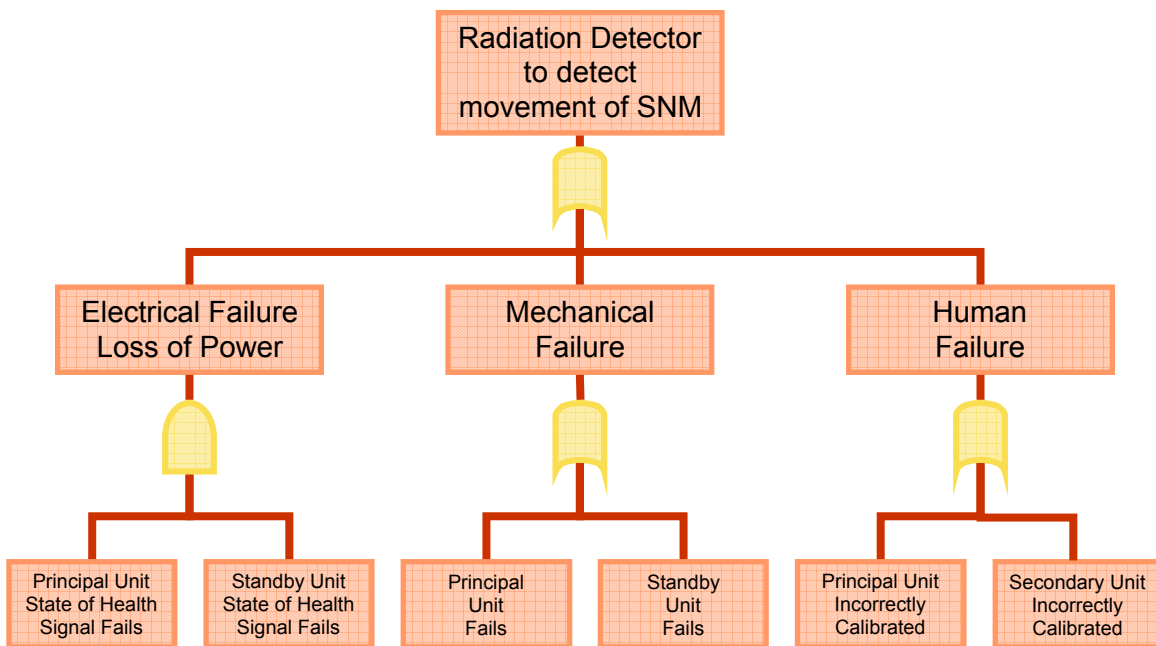 Radiation Detector
to detect
movement of SNM
Electrical Failure
Loss of Power
Mechanical
Failure
Human
Failure
Principal Unit
State of Health
Signal Fails
Standby Unit
State of Health
Signal Fails
Principal
Unit
Fails
Standby
Unit
Fails
Principal Unit
Incorrectly
Calibrated
Secondary Unit
Incorrectly
Calibrated